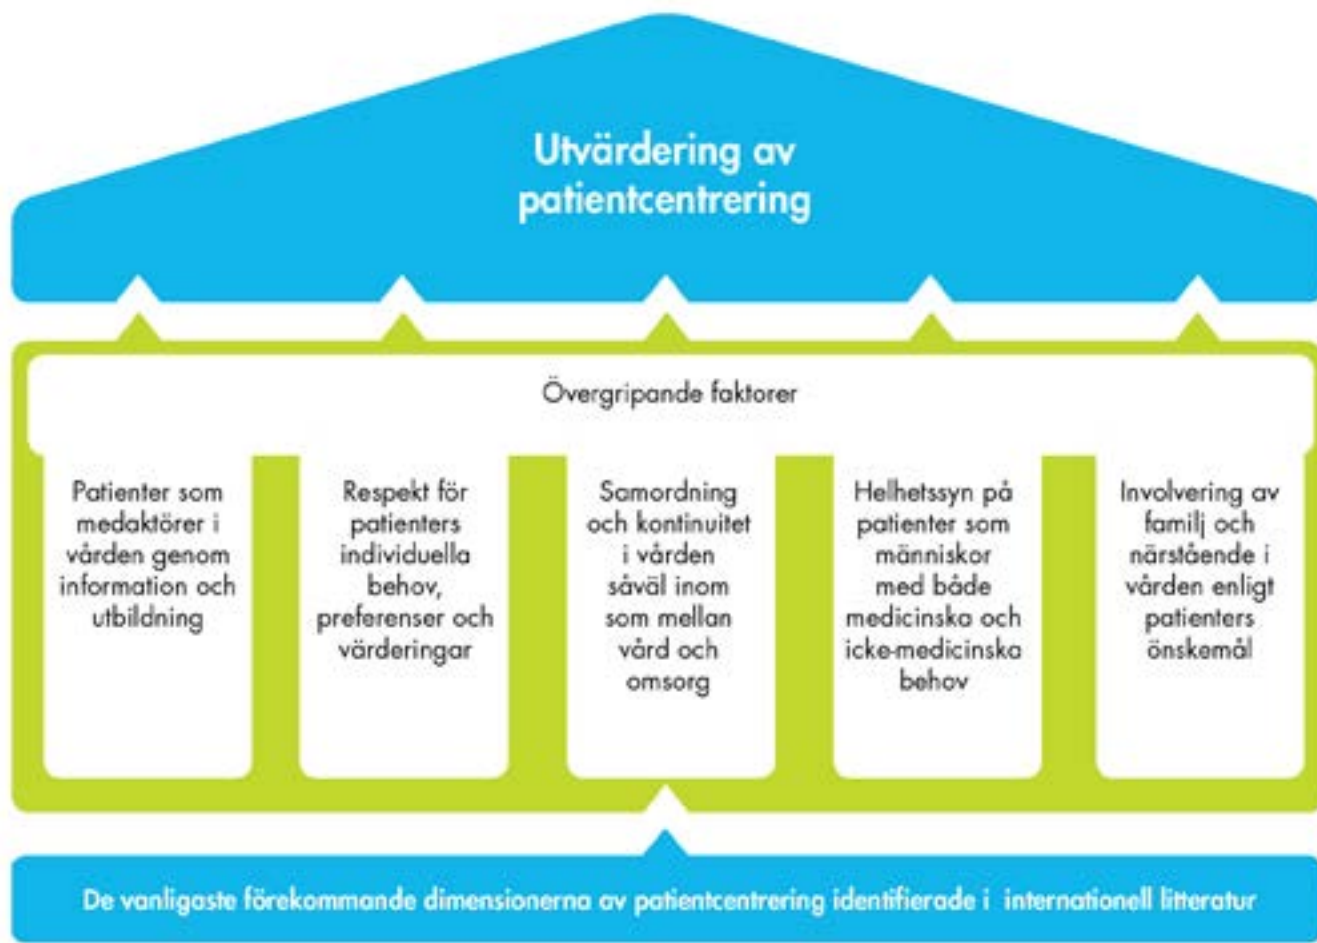 Utvärdering av
patientcentrering
Övergripande faktorer
Patienter som
medaktörer i
vården genom
information och
utbildning
Respekt för
patienters
individuella
behov,
preferenser och
värderingar
Samordning
och kontinuitet
i vården
såväl inom
som mellan
vård och
omsorg
Helhetssyn på
patienter som
människor
med både
medicinska och
icke-medicinska
behov
Involvering av
familj och
närstående i
vården enligt
patienters
önskemål
De vanligaste förekommande dimensionerna av patientcentrering identifierade i internationell litteratur